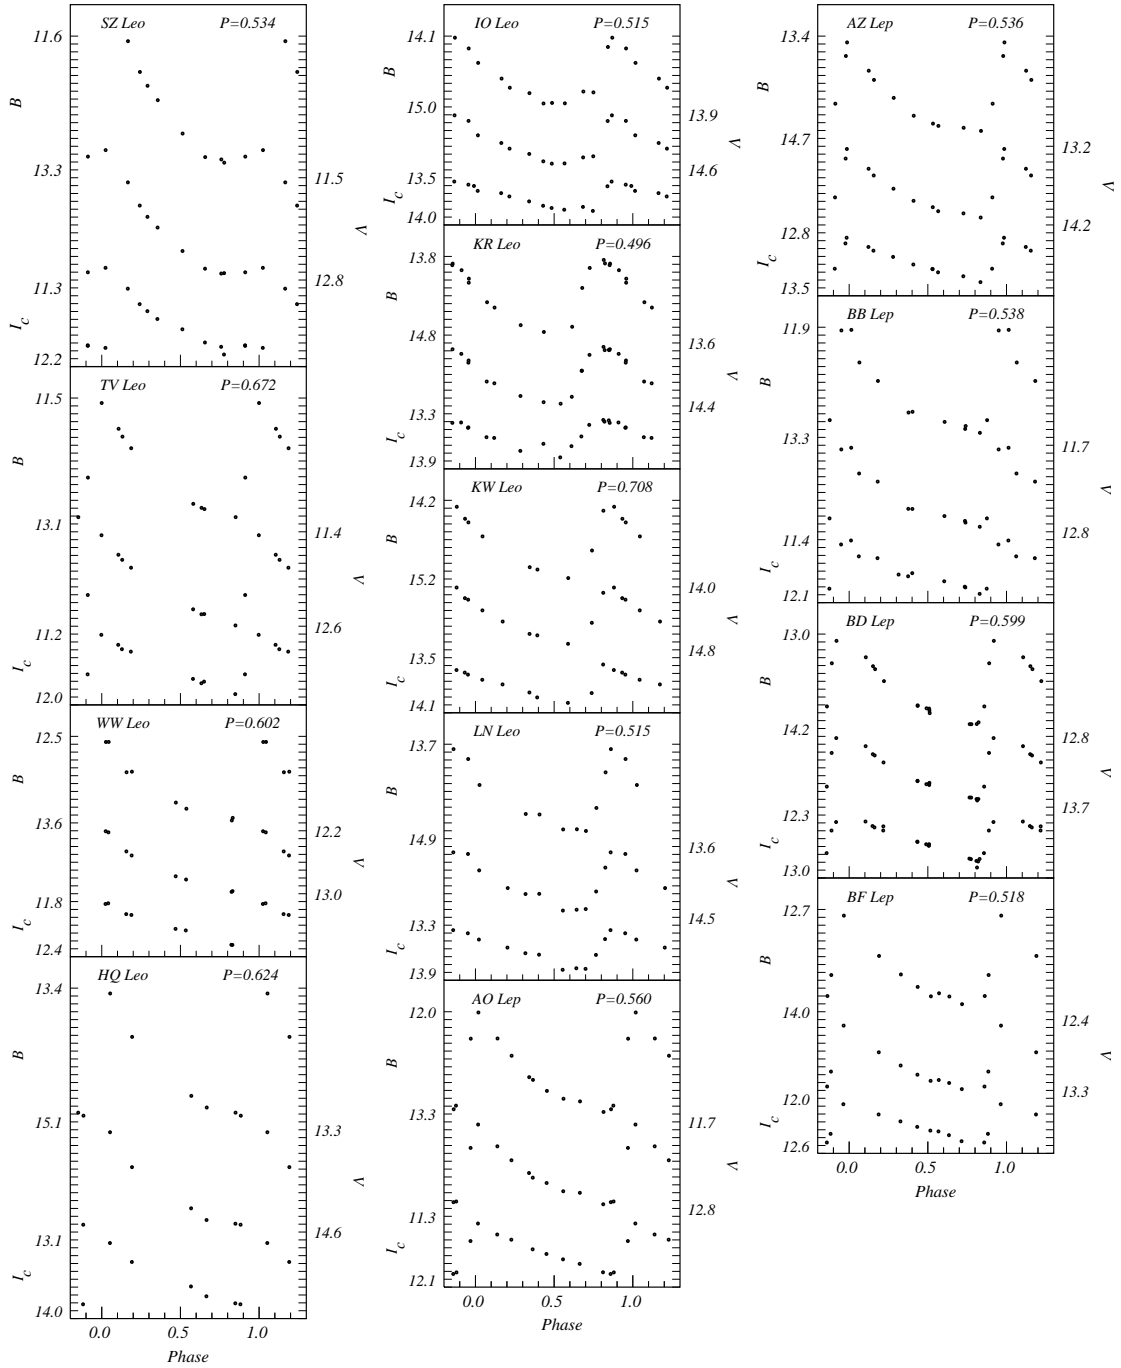 SZ Leo P=0.534
11.6
B
13.3
11.5
V
12.8
11.3
I_c
12.2
TV Leo P=0.672
11.5
B
13.1
11.4
V
12.6
11.2
I_c
12.0
WW Leo P=0.602
12.5
B
13.6
12.2
V
13.0
11.8
I_c
12.4
HQ Leo P=0.624
13.4
B
15.1
13.3
V
14.6
13.1
I_c
14.0
0.0 0.5 1.0
Phase
IO Leo P=0.515
14.1
B
15.0
13.9
V
14.6
13.5
I_c
14.0
KR Leo P=0.496
13.8
B
14.8
13.6
V
14.4
13.3
I_c
13.9
KW Leo P=0.708
14.2
B
15.2
14.0
V
14.8
13.5
I_c
14.1
LN Leo P=0.515
13.7
B
14.9
13.6
V
14.5
13.3
I_c
13.9
AO Lep P=0.560
12.0
B
13.3
11.7
V
12.8
11.3
I_c
12.1
0.0 0.5 1.0
Phase
AZ Lep P=0.536
13.4
B
14.7
13.2
V
14.2
12.8
I_c
13.5
BB Lep P=0.538
11.9
B
13.3
11.7
V
12.8
11.4
I_c
12.1
BD Lep P=0.599
13.0
B
14.2
12.8
V
13.7
12.3
I_c
13.0
BF Lep P=0.518
12.7
B
14.0
12.4
V
13.3
12.0
I_c
12.6
0.0 0.5 1.0
Phase